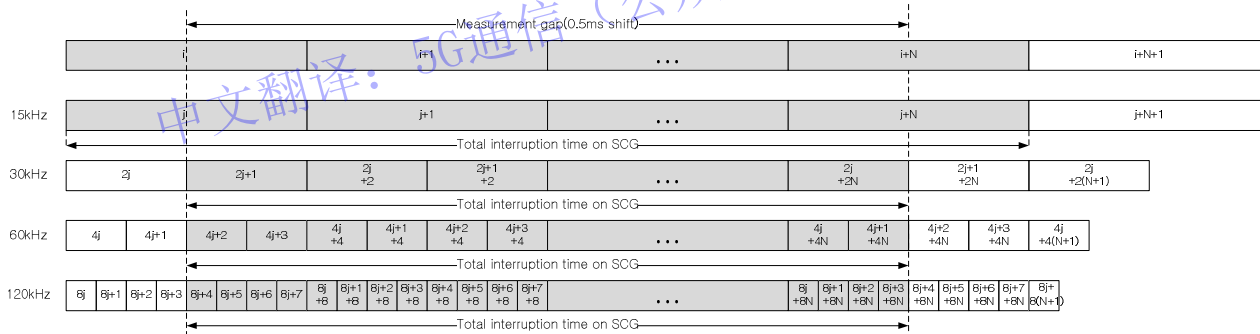 Measurement gap(0.5ms shift)
i i+1 ... i+N i+N+1
15kHz j j+1 ... j+N j+N+1
Total interruption time on SCG
30kHz 2j 2j+1 2j +2 2j+1 +2 ... 2j +2N 2j+1 +2N 2j +2(N+1)
Total interruption time on SCG
60kHz 4j 4j+1 4j+2 4j+3 4j +4 4j+1 +4 4j+2 +4 4j+3 +4 ... 4j +4N 4j+1 +4N 4j+2 +4N 4j+3 +4N 4j +4(N+1)
Total interruption time on SCG
120kHz 8j 8j+1 8j+2 8j+3 8j+4 8j+5 8j+6 8j+7 8j +8 8j+1 +8 8j+2 +8 8j+3 +8 8j+4 +8 8j+5 +8 8j+6 +8 8j+7 +8 ... 8j +8N 8j+1 +8N 8j+2 +8N 8j+3 +8N 8j+4 +8N 8j+5 +8N 8j+6 +8N 8j+7 +8N 8j+ 8(N+1)
Total interruption time on SCG
中文翻译：5G通信（公